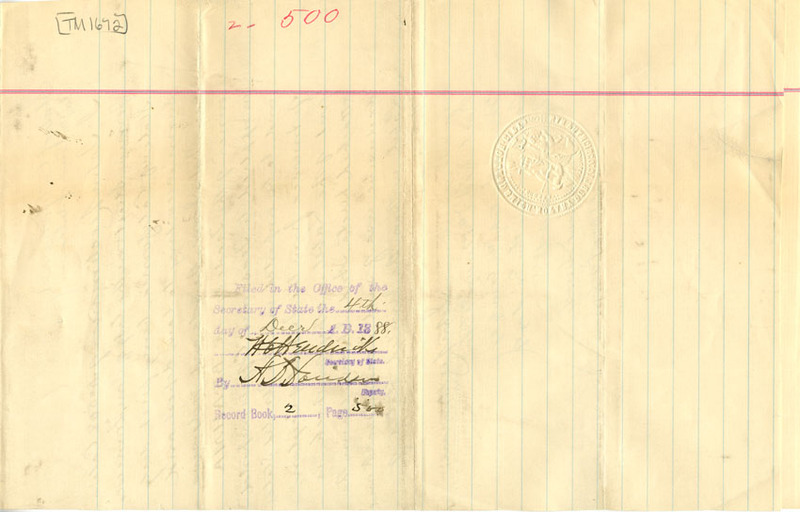 [TM1672]
2- 500
Filed in the Office of the
Secretary of State the 4th
day of Decr A.D. 1888.
Secretary of State.
By
Deputy.
Record Book 2, Page 500